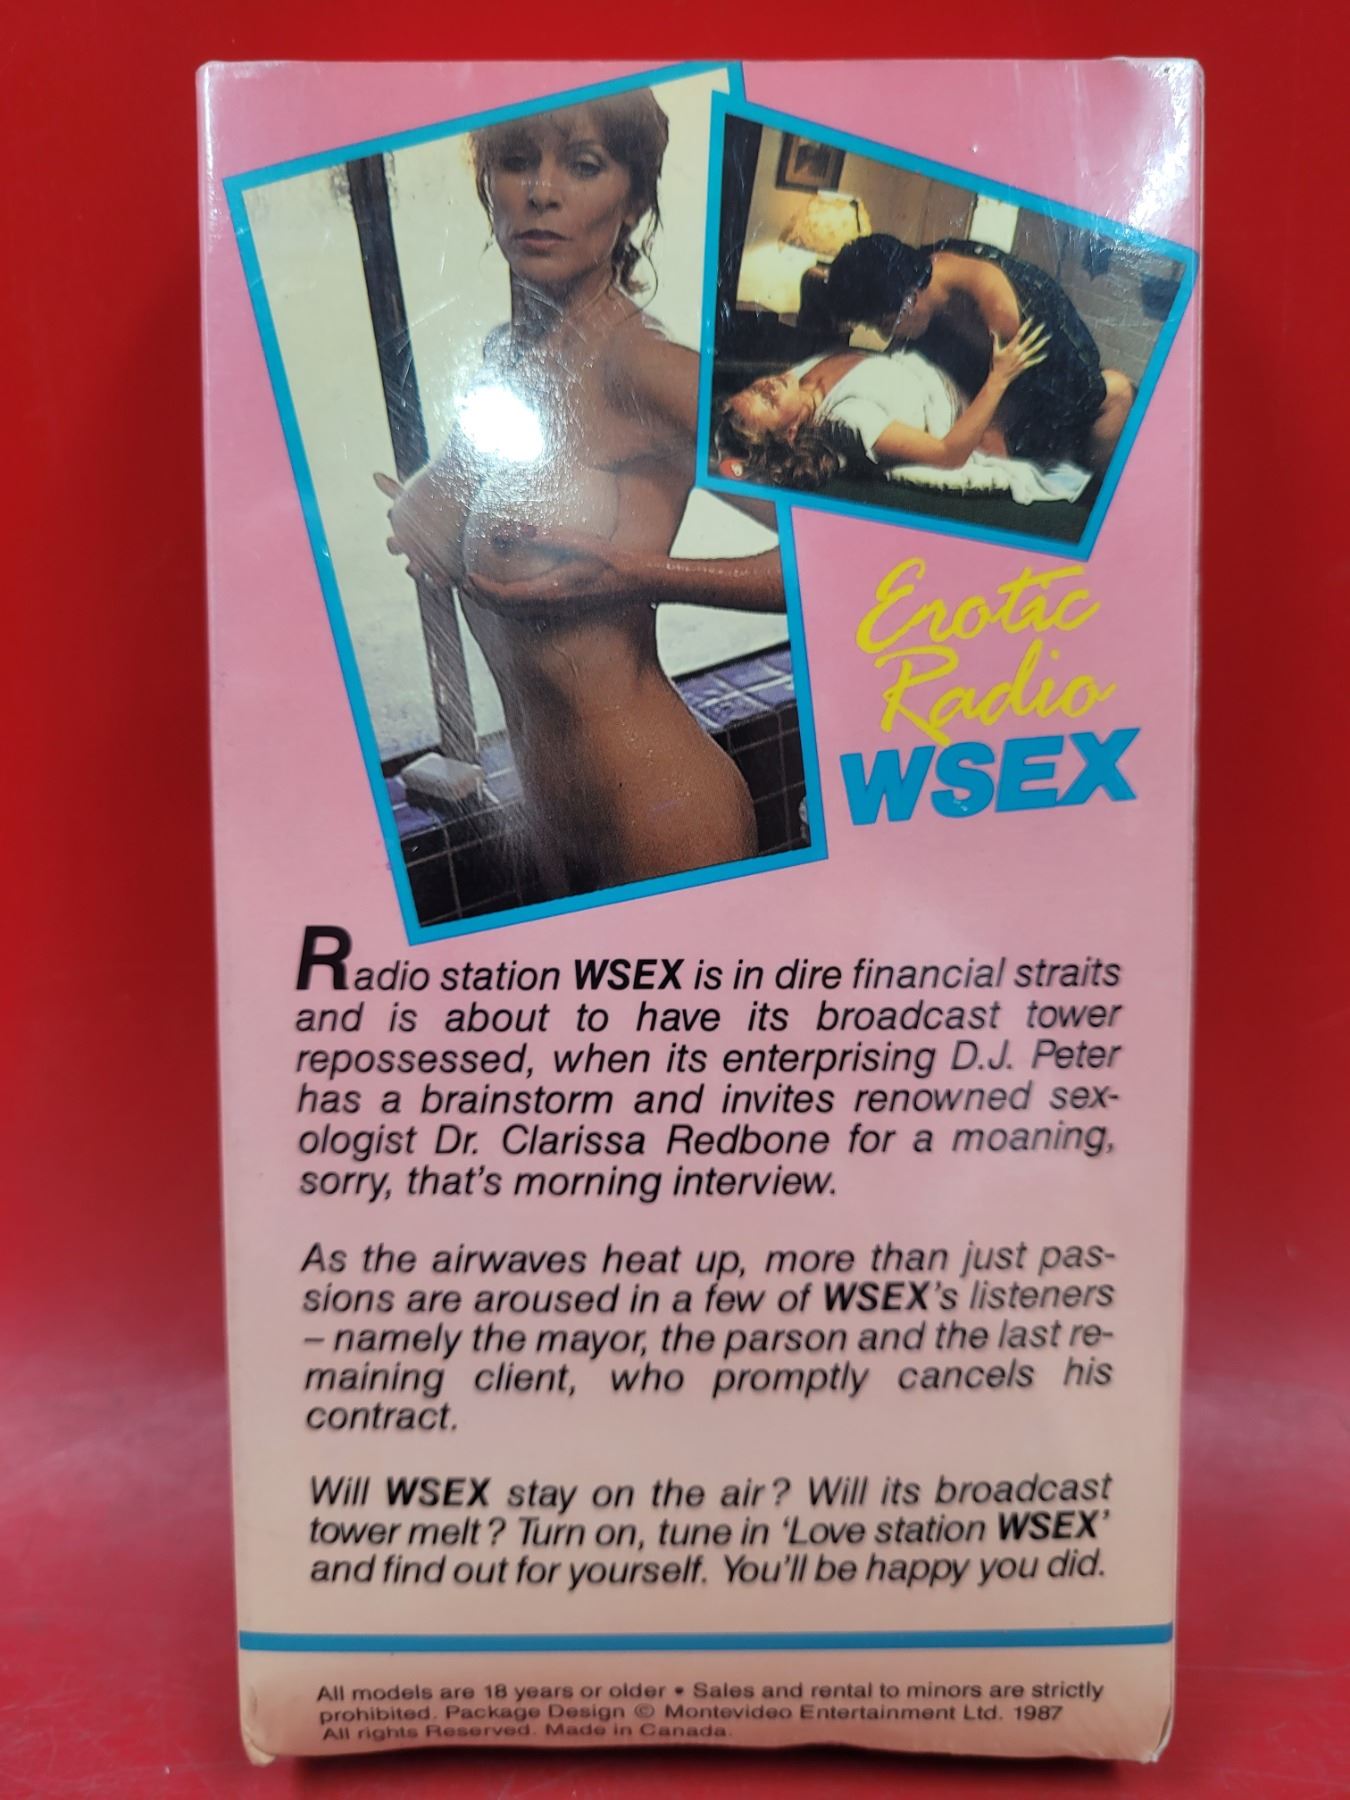 Erotic
Radio
WSEX
Radio station WSEX is in dire financial straits
and is about to have its broadcast tower
repossessed, when its enterprising D.J. Peter
has a brainstorm and invites renowned sex-
ologist Dr. Clarissa Redbone for a moaning,
sorry, that's morning interview.
As the airwaves heat up, more than just pas-
sions are aroused in a few of WSEX's listeners
– namely the mayor, the parson and the last re-
maining client, who promptly cancels his
contract.
Will WSEX stay on the air? Will its broadcast
tower melt? Turn on, tune in 'Love station WSEX'
and find out for yourself. You'll be happy you did.
All models are 18 years or older • Sales and rental to minors are strictly
prohibited. Package Design © Montevideo Entertainment Ltd. 1987
All rights Reserved. Made in Canada.